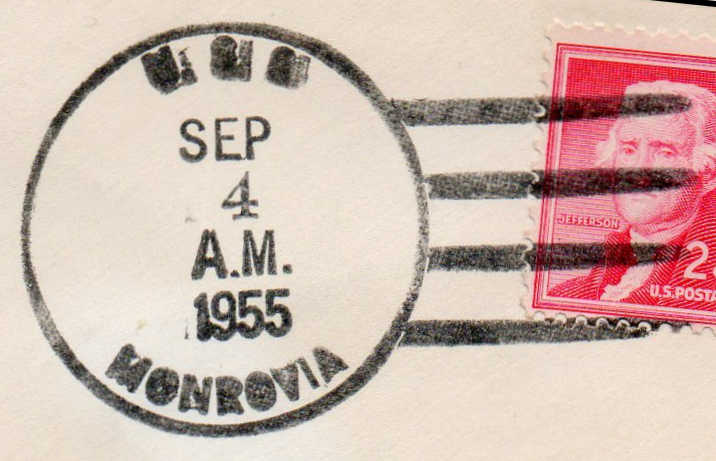 SEP
4
A.M.
1955
MONROVIA
JEFFERSON
2
U.S.POSTA